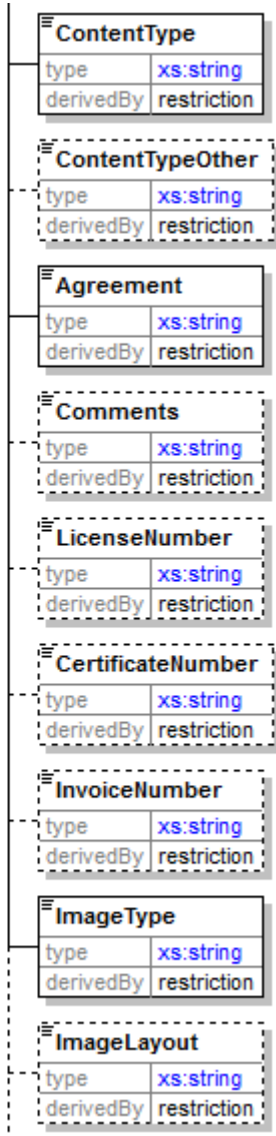 ContentType
type xs:string
derivedBy restriction
ContentTypeOther
type xs:string
derivedBy restriction
Agreement
type xs:string
derivedBy restriction
Comments
type xs:string
derivedBy restriction
LicenseNumber
type xs:string
derivedBy restriction
CertificateNumber
type xs:string
derivedBy restriction
InvoiceNumber
type xs:string
derivedBy restriction
ImageType
type xs:string
derivedBy restriction
ImageLayout
type xs:string
derivedBy restriction